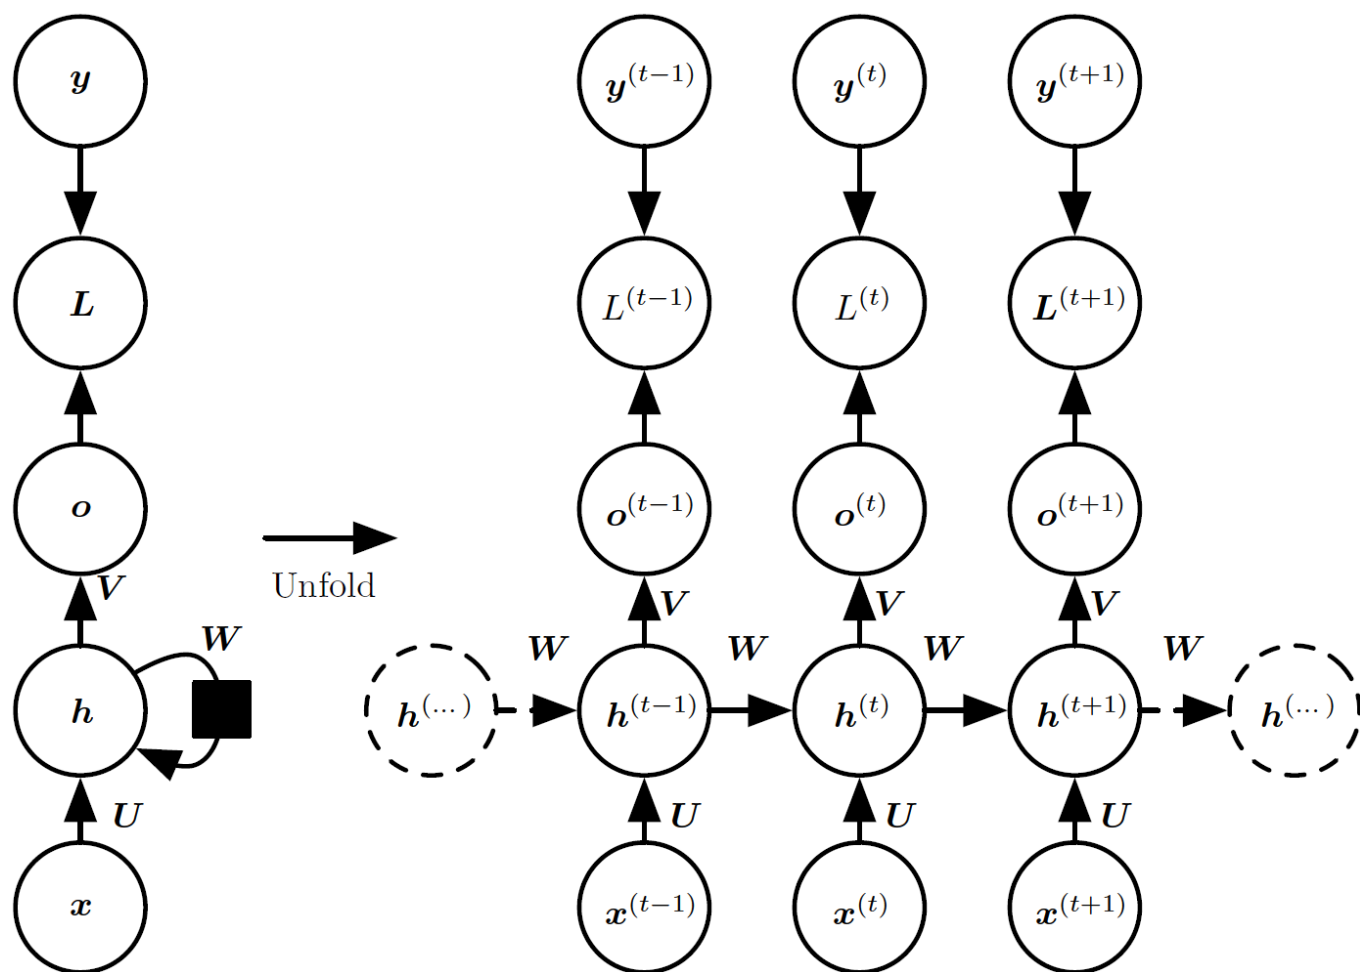 y y^(t−1) y^(t) y^(t+1)
L L^(t−1) L^(t) L^(t+1)
o o^(t−1) o^(t) o^(t+1)
Unfold
V V V V
W W W W W
h h^(...) h^(t−1) h^(t) h^(t+1) h^(...)
U U U U
x x^(t−1) x^(t) x^(t+1)